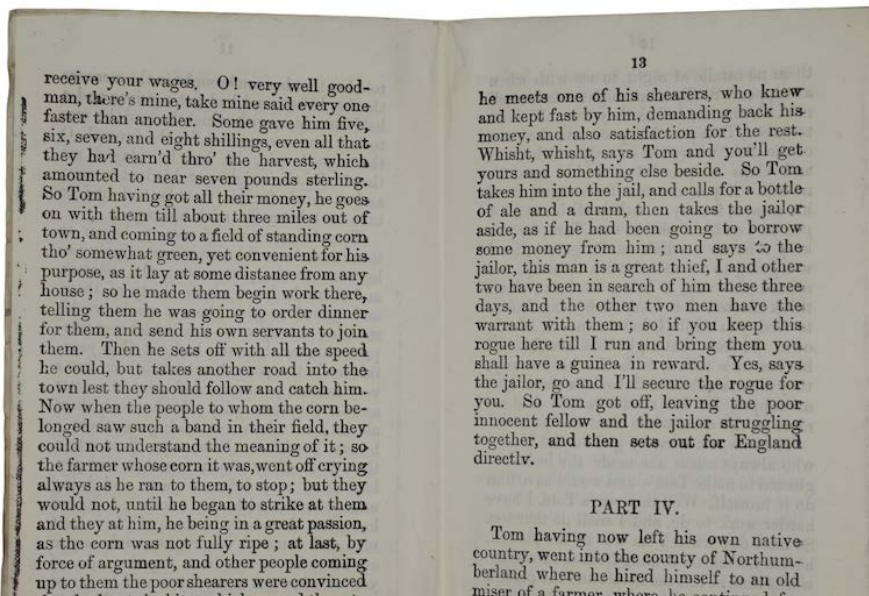 receive your wages. O! very well good-
man, there's mine, take mine said every one
faster than another. Some gave him five,
six, seven, and eight shillings, even all that
they had earn'd thro' the harvest, which
amounted to near seven pounds sterling.
So Tom having got all their money, he goes
on with them till about three miles out of
town, and coming to a field of standing corn
tho' somewhat green, yet convenient for his
purpose, as it lay at some distanee from any
house; so he made them begin work there,
telling them he was going to order dinner
for them, and send his own servants to join
them. Then he sets off with all the speed
he could, but takes another road into the
town lest they should follow and catch him.
Now when the people to whom the corn be-
longed saw such a band in their field, they
could not understand the meaning of it; so
the farmer whose corn it was, went off crying
always as he ran to them, to stop; but they
would not, until he began to strike at them
and they at him, he being in a great passion,
as the corn was not fully ripe; at last, by
force of argument, and other people coming
up to them the poor shearers were convinced
13
he meets one of his shearers, who knew
and kept fast by him, demanding back his
money, and also satisfaction for the rest.
Whisht, whisht, says Tom and you'll get
yours and something else beside. So Tom
takes him into the jail, and calls for a bottle
of ale and a dram, then takes the jailor
aside, as if he had been going to borrow
some money from him; and says to the
jailor, this man is a great thief, I and other
two have been in search of him these three
days, and the other two men have the
warrant with them; so if you keep this
rogue here till I run and bring them you
shall have a guinea in reward. Yes, says
the jailor, go and I'll secure the rogue for
you. So Tom got off, leaving the poor
innocent fellow and the jailor struggling
together, and then sets out for England
directly.
PART IV.
Tom having now left his own native
country, went into the county of Northum-
berland where he hired himself to an old
miser of a farmer, where he continued for